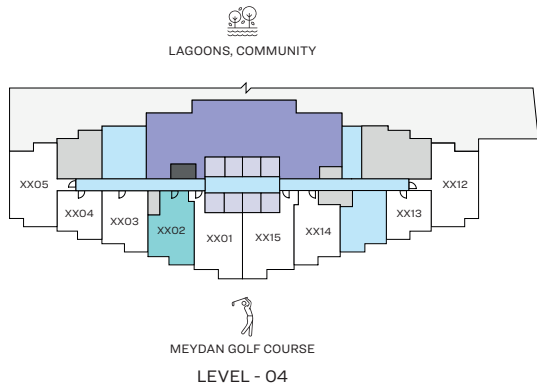 LAGOONS, COMMUNITY
XX05
XX12
XX04
XX03
XX02
XX01
XX15
XX14
XX13
MEYDAN GOLF COURSE
LEVEL - 04